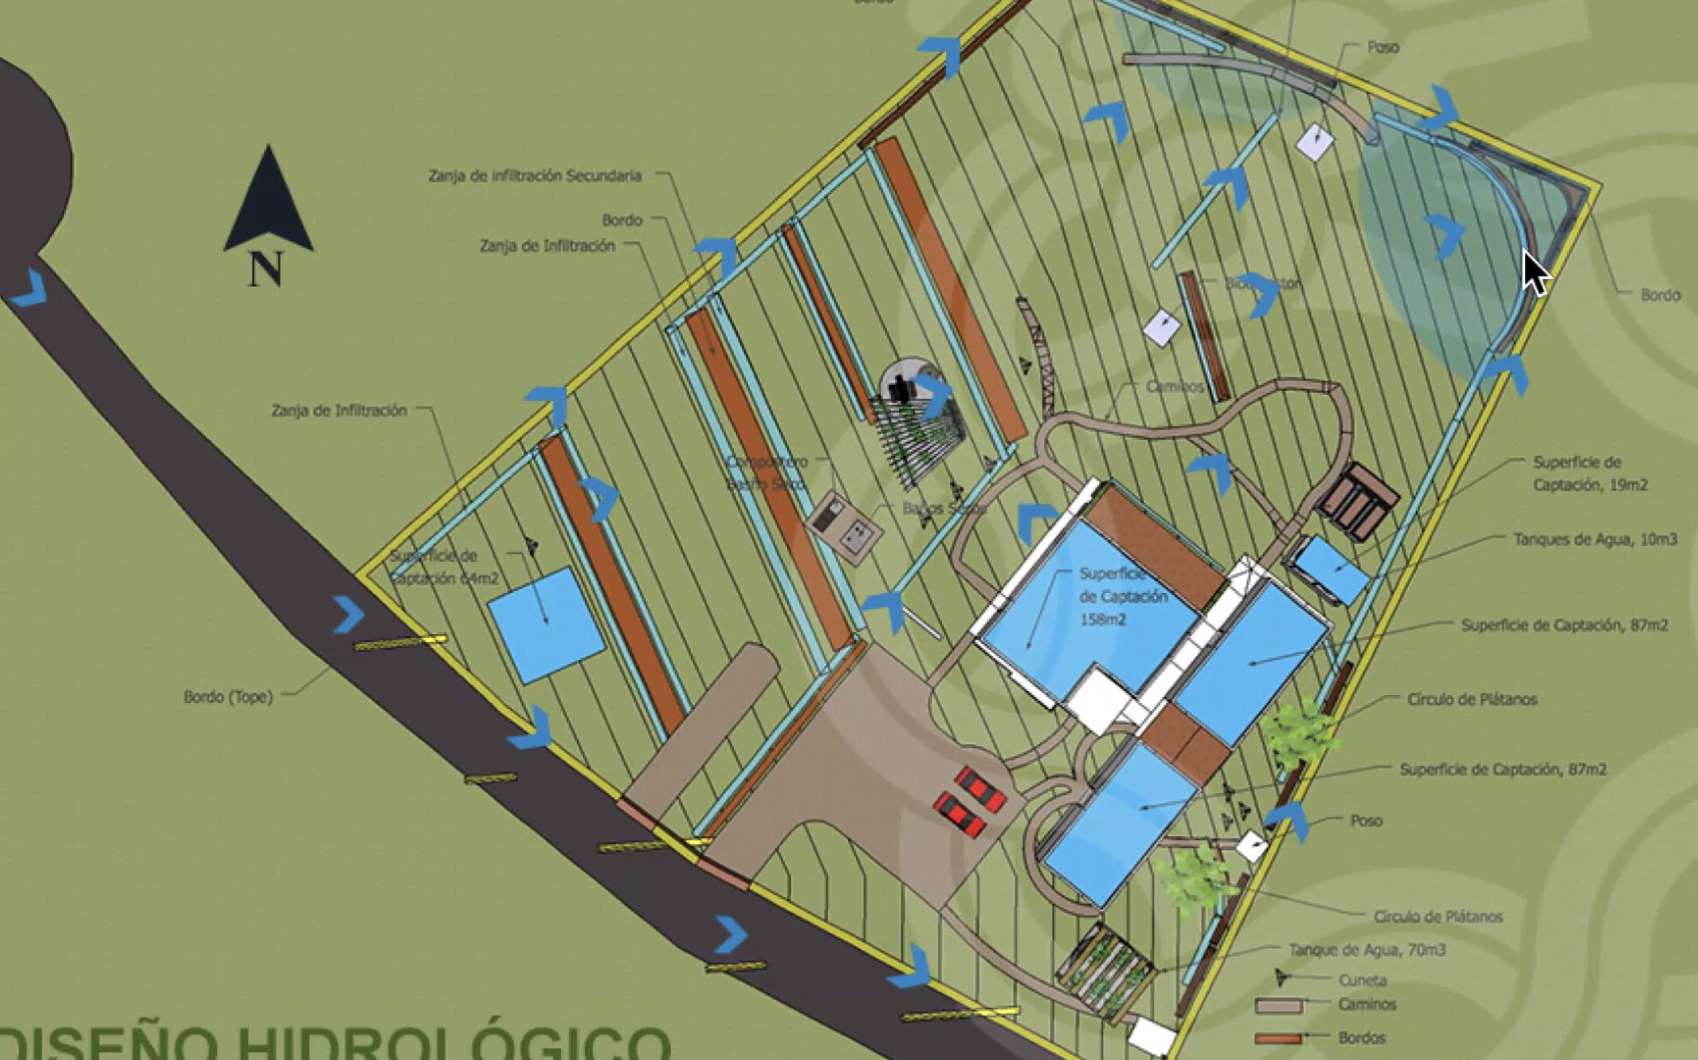 Bordo
Poso
Zanja de infiltración Secundaria
Bordo
Zanja de Infiltración
N
Bordo
Caminos
Zanja de Infiltración
Superficie de
Captación, 19m2
Compostero
Baño Seco
Baños Secos
Tanques de Agua, 10m3
Superficie de
Captación 64m2
Superficie
de Captación
158m2
Superficie de Captación, 87m2
Bordo (Tope)
Círculo de Plátanos
Superficie de Captación, 87m2
Poso
Círculo de Plátanos
Tanque de Agua, 70m3
Cuneta
Caminos
Bordos
DISEÑO HIDROLÓGICO